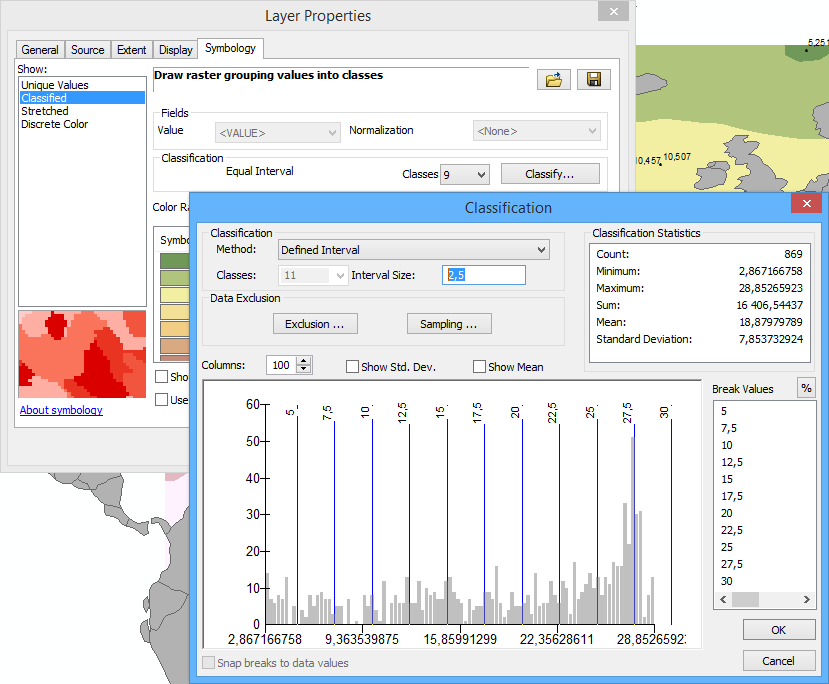 Layer Properties
General Source Extent Display Symbology
Show:
Unique Values
Classified
Stretched
Discrete Color
About symbology
Draw raster grouping values into classes
Fields
Value <VALUE> Normalization <None>
Classification
Equal Interval Classes 9 Classify...
Color Ra
Symbo
Sho
Use
5,251
10,457 10,507
Classification
Classification
Method: Defined Interval
Classes: 11 Interval Size: 2,5
Data Exclusion
Exclusion ... Sampling ...
Classification Statistics
Count: 869
Minimum: 2,867166758
Maximum: 28,85265923
Sum: 16 406,54437
Mean: 18,87979789
Standard Deviation: 7,853732924
Columns: 100 Show Std. Dev. Show Mean
5 7,5 10 12,5 15 17,5 20 22,5 25 27,5 30
60
50
40
30
20
10
0
2,867166758 9,363539875 15,85991299 22,35628611 28,8526592
Snap breaks to data values
Break Values %
5
7,5
10
12,5
15
17,5
20
22,5
25
27,5
30
OK
Cancel